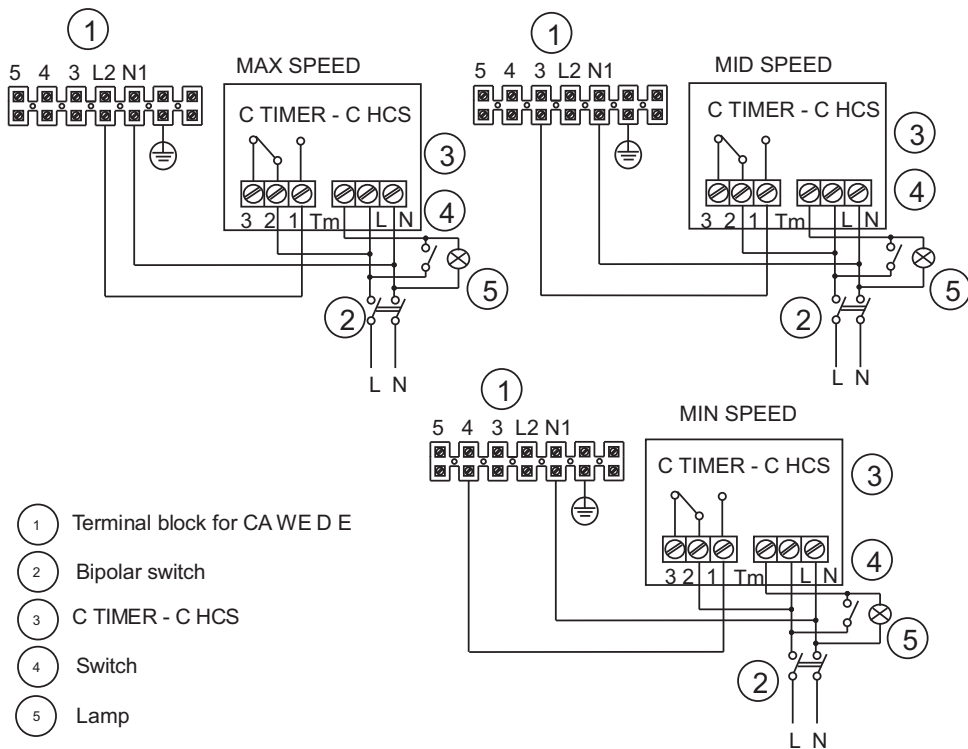 1
5 4 3 L2 N1
MAX SPEED
C TIMER - C HCS
3
3 2 1 Tm L N
4
5
2
L N
1
5 4 3 L2 N1
MID SPEED
C TIMER - C HCS
3
4
3 2 1 Tm L N
5
2
L N
1
5 4 3 L2 N1
MIN SPEED
C TIMER - C HCS
3
4
3 2 1 Tm L N
5
2
L N
1 Terminal block for CA WE D E
2 Bipolar switch
3 C TIMER - C HCS
4 Switch
5 Lamp